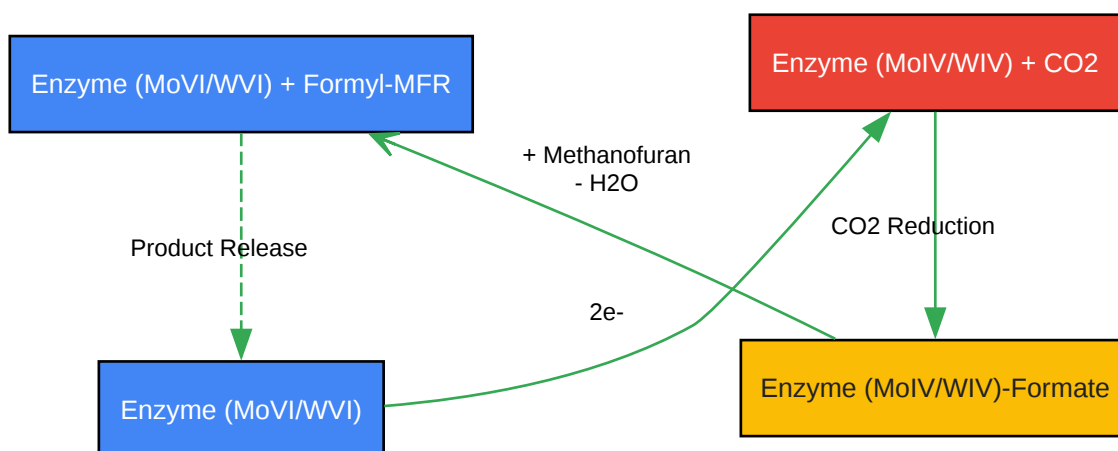 Enzyme (MoVI/WVI) + Formyl-MFR
Enzyme (MoIV/WIV) + CO2
+ Methanofuran
- H2O
Product Release
CO2 Reduction
2e-
Enzyme (MoVI/WVI)
Enzyme (MoIV/WIV)-Formate